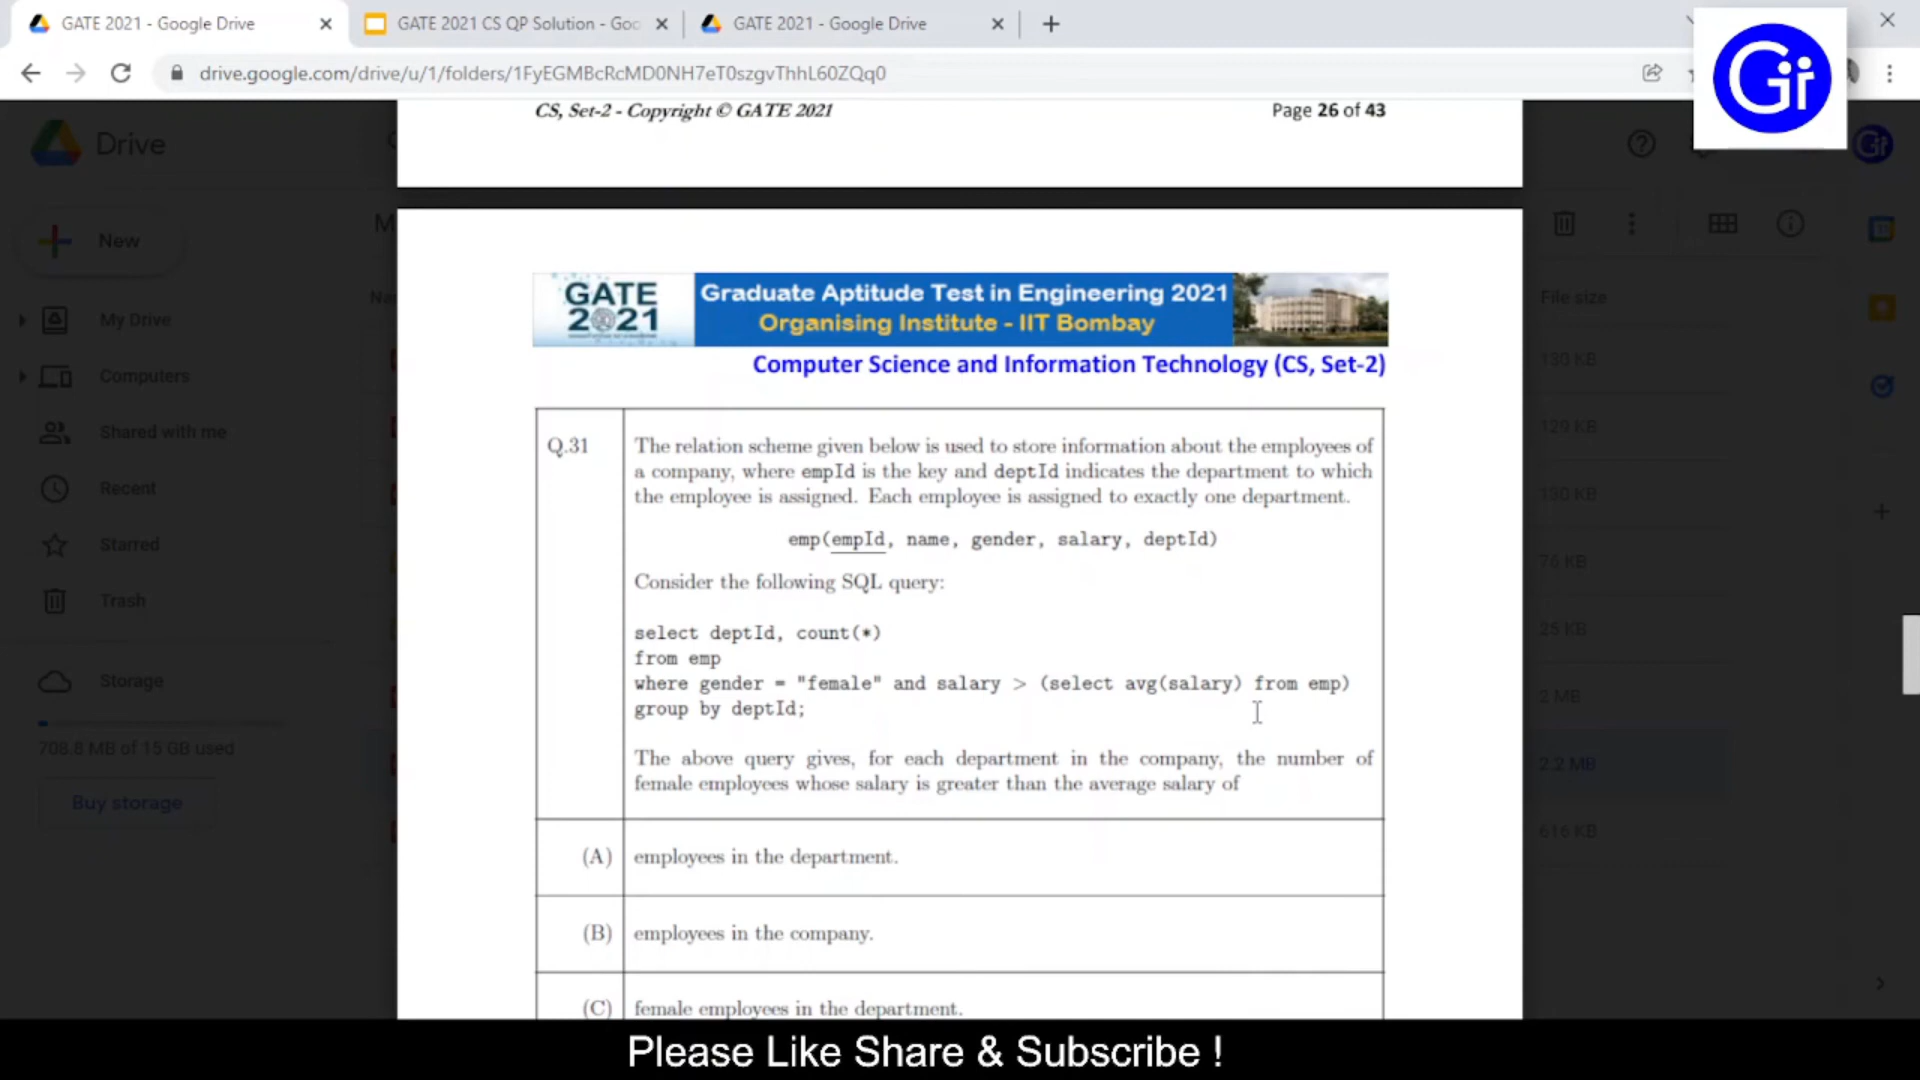 GATE 2021 - Google Drive
GATE 2021 CS QP Solution - Goo
GATE 2021 - Google Drive
drive.google.com/drive/u/1/folders/1FyEGMBcRcMD0NH7eT0szgvThhL60ZQq0
Gi
CS, Set-2 - Copyright © GATE 2021
Page 26 of 43
Drive
Gi
New
My Drive
Computers
Shared with me
Recent
Starred
Trash
Storage
708.8 MB of 15 GB used
Buy storage
File size
130 KB
129 KB
150 KB
76 KB
25 KB
2 MB
2.2 MB
616 KB
GATE
2021
Graduate Aptitude Test in Engineering 2021
Organising Institute - IIT Bombay
Computer Science and Information Technology (CS, Set-2)
Q.31
The relation scheme given below is used to store information about the employees of
a company, where empId is the key and deptId indicates the department to which
the employee is assigned. Each employee is assigned to exactly one department.
emp(empId, name, gender, salary, deptId)
Consider the following SQL query:
select deptId, count(*)
from emp
where gender = "female" and salary > (select avg(salary) from emp)
group by deptId;
The above query gives, for each department in the company, the number of
female employees whose salary is greater than the average salary of
(A) employees in the department.
(B) employees in the company.
(C) female employees in the department.
Please Like Share & Subscribe !